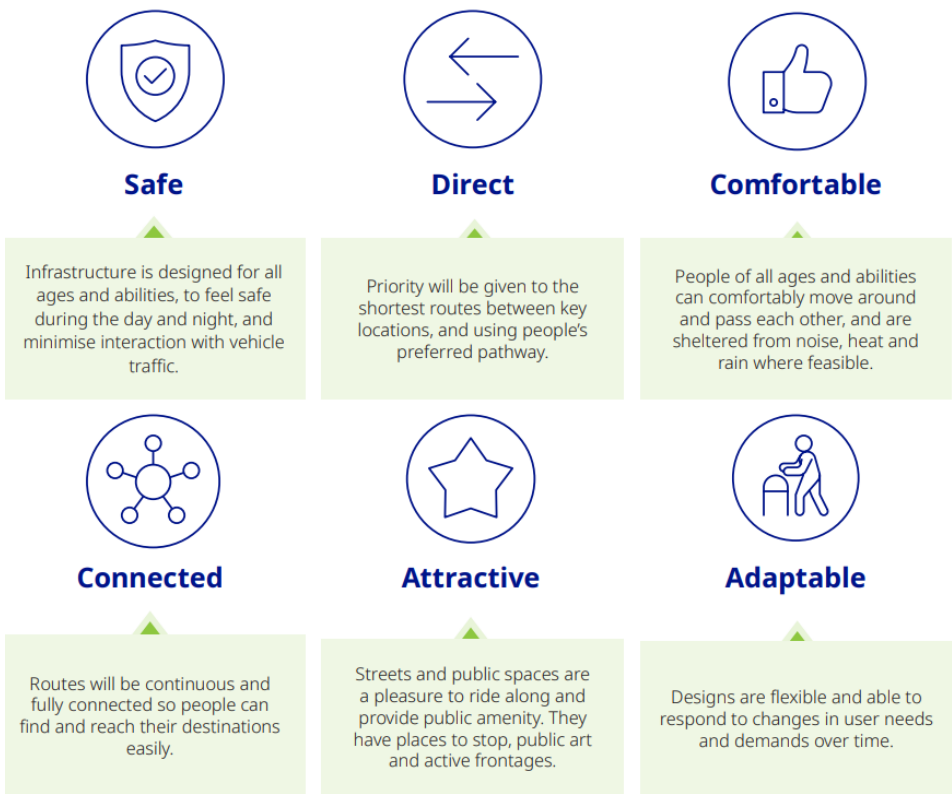 Safe
Infrastructure is designed for all
ages and abilities, to feel safe
during the day and night, and
minimise interaction with vehicle
traffic.
Direct
Priority will be given to the
shortest routes between key
locations, and using people’s
preferred pathway.
Comfortable
People of all ages and abilities
can comfortably move around
and pass each other, and are
sheltered from noise, heat and
rain where feasible.
Connected
Routes will be continuous and
fully connected so people can
find and reach their destinations
easily.
Attractive
Streets and public spaces are
a pleasure to ride along and
provide public amenity. They
have places to stop, public art
and active frontages.
Adaptable
Designs are flexible and able to
respond to changes in user needs
and demands over time.